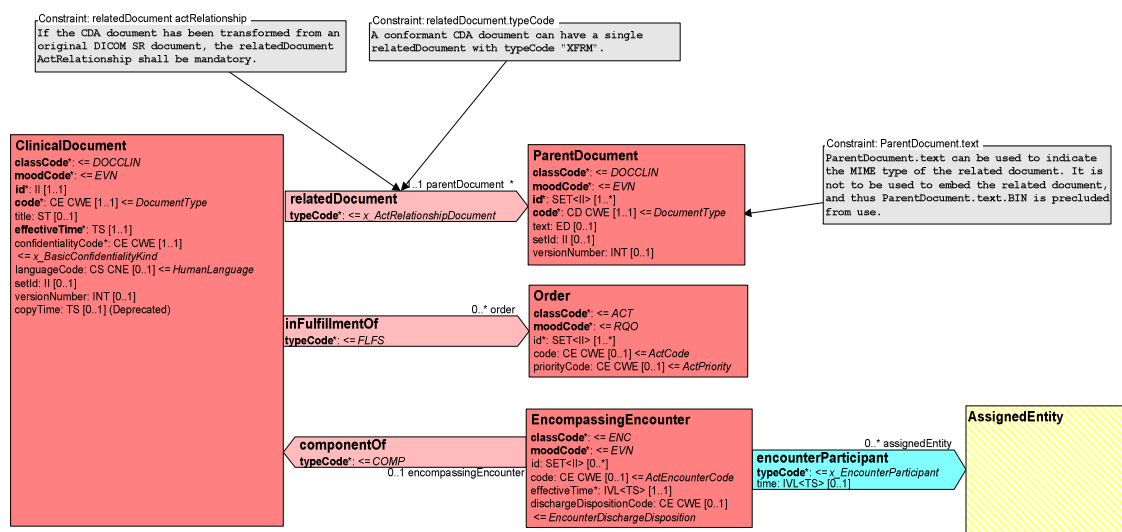 Constraint: relatedDocument actRelationship
If the CDA document has been transformed from an
original DICOM SR document, the relatedDocument
ActRelationship shall be mandatory.
Constraint: relatedDocument.typeCode
A conformant CDA document can have a single
relatedDocument with typeCode "XFRM".
ClinicalDocument
classCode*: <= DOCCLIN
moodCode*: <= EVN
id*: II [1..1]
code*: CE CWE [1..1] <= DocumentType
title: ST [0..1]
effectiveTime*: TS [1..1]
confidentialityCode*: CE CWE [1..1]
<= x_BasicConfidentialityKind
languageCode: CS CNE [0..1] <= HumanLanguage
setId: II [0..1]
versionNumber: INT [0..1]
copyTime: TS [0..1] (Deprecated)
..1 parentDocument *
relatedDocument
typeCode*: <= x_ActRelationshipDocument
ParentDocument
classCode*: <= DOCCLIN
moodCode*: <= EVN
id*: SET<II> [1..*]
code*: CD CWE [1..1] <= DocumentType
text: ED [0..1]
setId: II [0..1]
versionNumber: INT [0..1]
Constraint: ParentDocument.text
ParentDocument.text can be used to indicate
the MIME type of the related document. It is
not to be used to embed the related document,
and thus ParentDocument.text.BIN is precluded
from use.
0..* order
inFulfillmentOf
typeCode*: <= FLFS
Order
classCode*: <= ACT
moodCode*: <= RQO
id*: SET<II> [1..*]
code: CE CWE [0..1] <= ActCode
priorityCode: CE CWE [0..1] <= ActPriority
componentOf
typeCode*: <= COMP
0..1 encompassingEncounter
EncompassingEncounter
classCode*: <= ENC
moodCode*: <= EVN
id: SET<II> [0..*]
code: CE CWE [0..1] <= ActEncounterCode
effectiveTime*: IVL<TS> [1..1]
dischargeDispositionCode: CE CWE [0..1]
<= EncounterDischargeDisposition
0..* assignedEntity
encounterParticipant
typeCode*: <= x_EncounterParticipant
time: IVL<TS> [0..1]
AssignedEntity